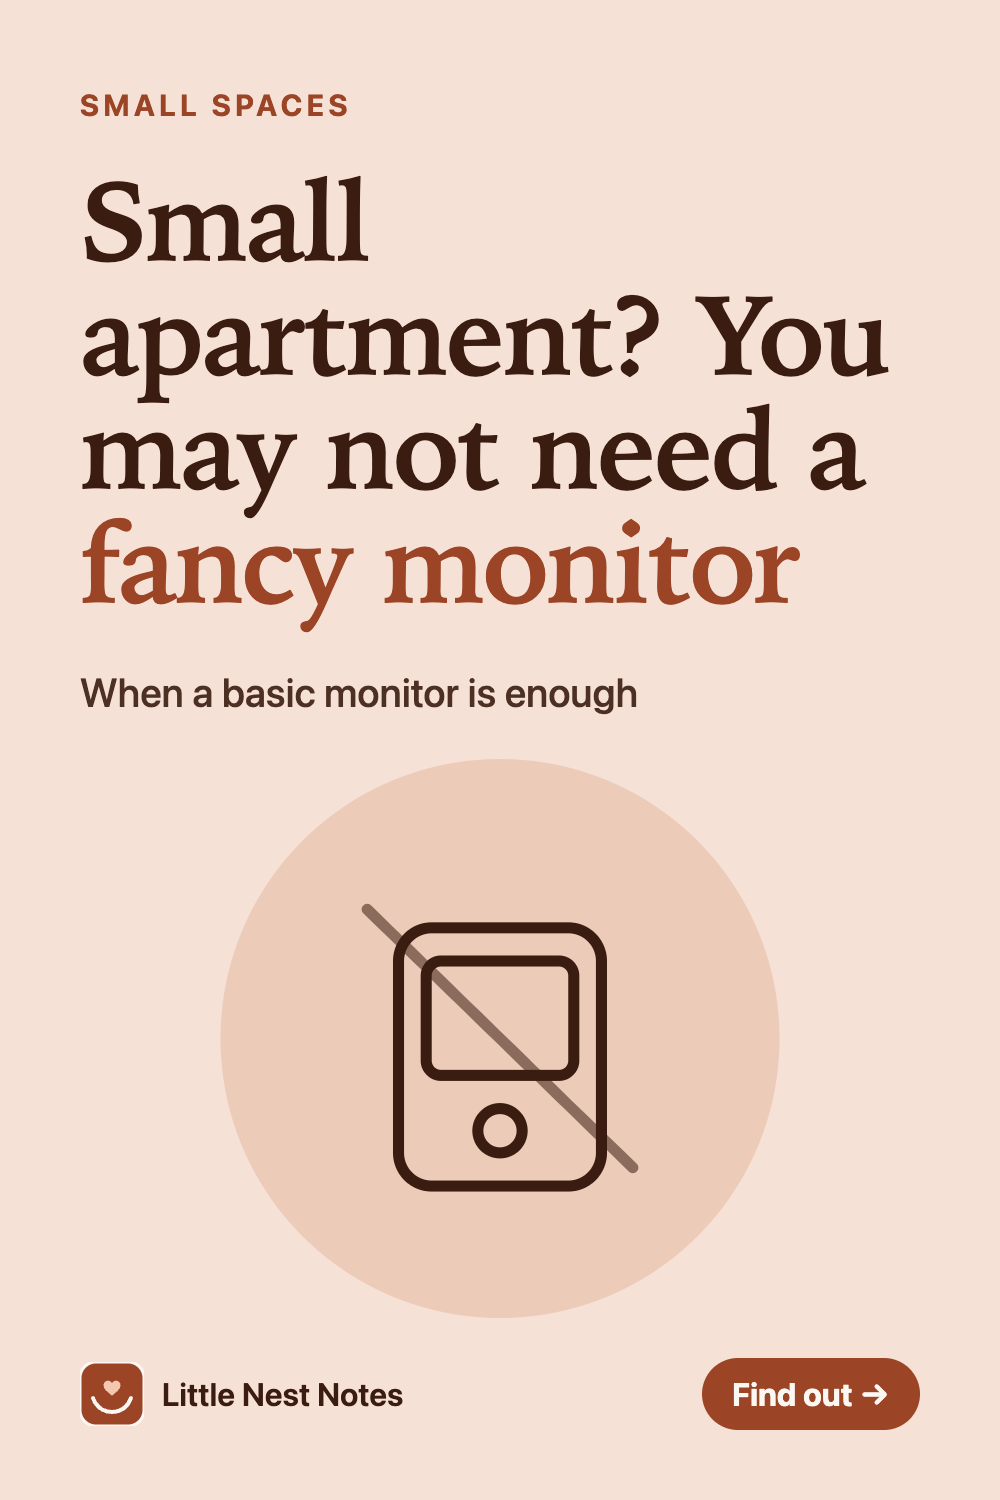 SMALL SPACES
Small
apartment? You
may not need a
fancy monitor
When a basic monitor is enough
Little Nest Notes
Find out →